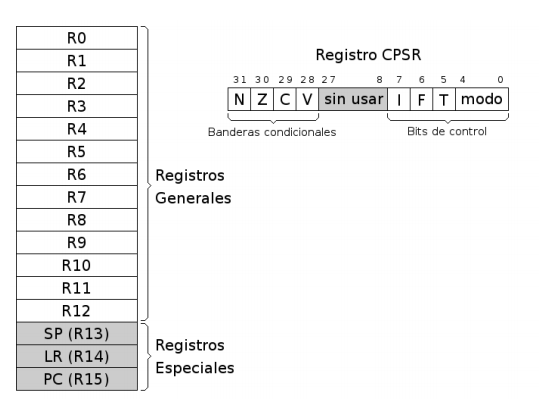 R0
R1
R2
R3
R4
R5
R6
R7
R8
R9
R10
R11
R12
SP (R13)
LR (R14)
PC (R15)
Registros
Generales
Registros
Especiales
Registro CPSR
31 30 29 28 27 8 7 6 5 4 0
N Z C V sin usar I F T modo
Banderas condicionales Bits de control